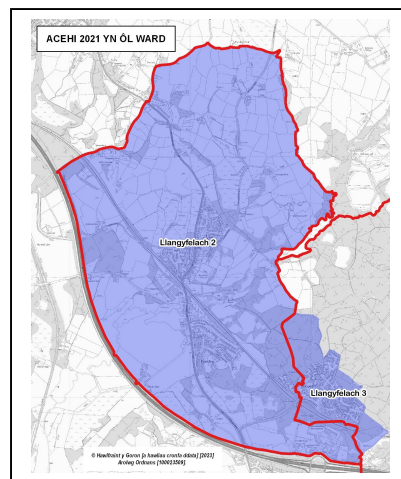 ACEHI 2021 YN ÔL WARD
Llangyfelach 2
Llangyfelach 3
© Hawlfraint y Goron [a hawliau cronfa ddata] [2023]
Arolwg Ordnans [100023509]